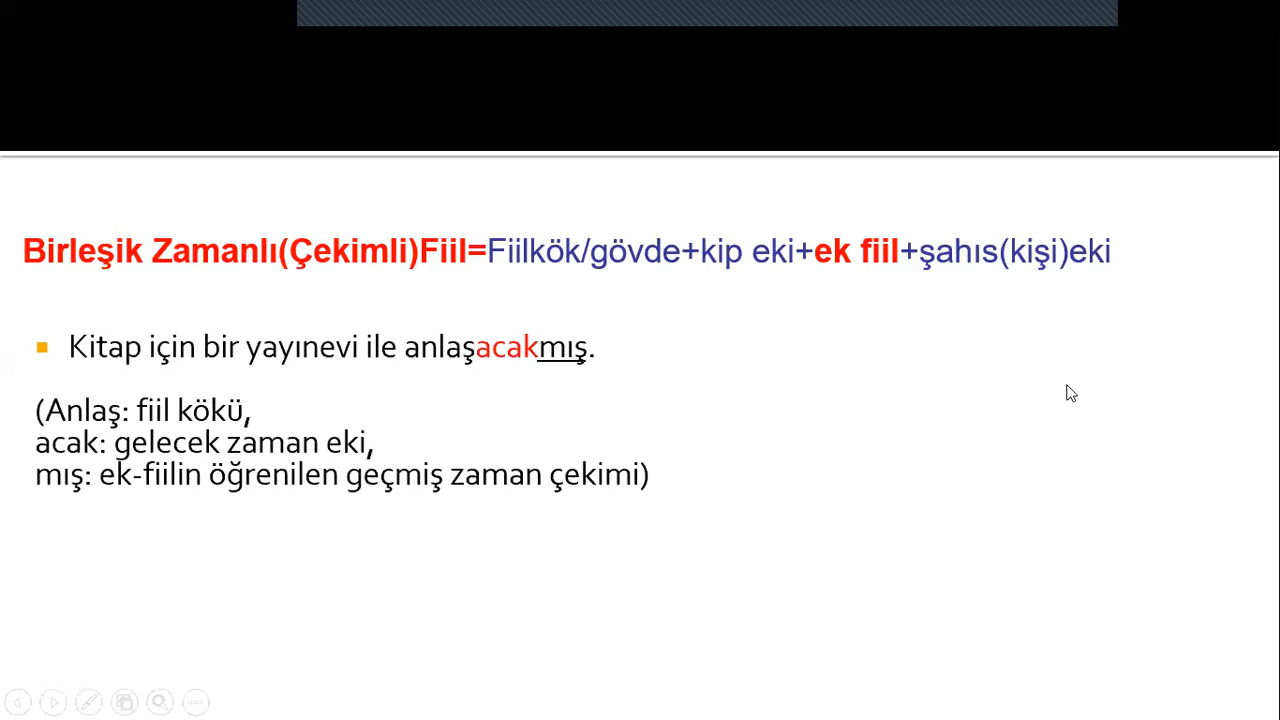 Birleşik Zamanlı(Çekimli)Fiil=Fiilkök/gövde+kip eki+ek fiil+şahıs(kişi)eki
Kitap için bir yayınevi ile anlaşacakmış.
(Anlaş: fiil kökü,
acak: gelecek zaman eki,
mış: ek-fiilin öğrenilen geçmiş zaman çekimi)